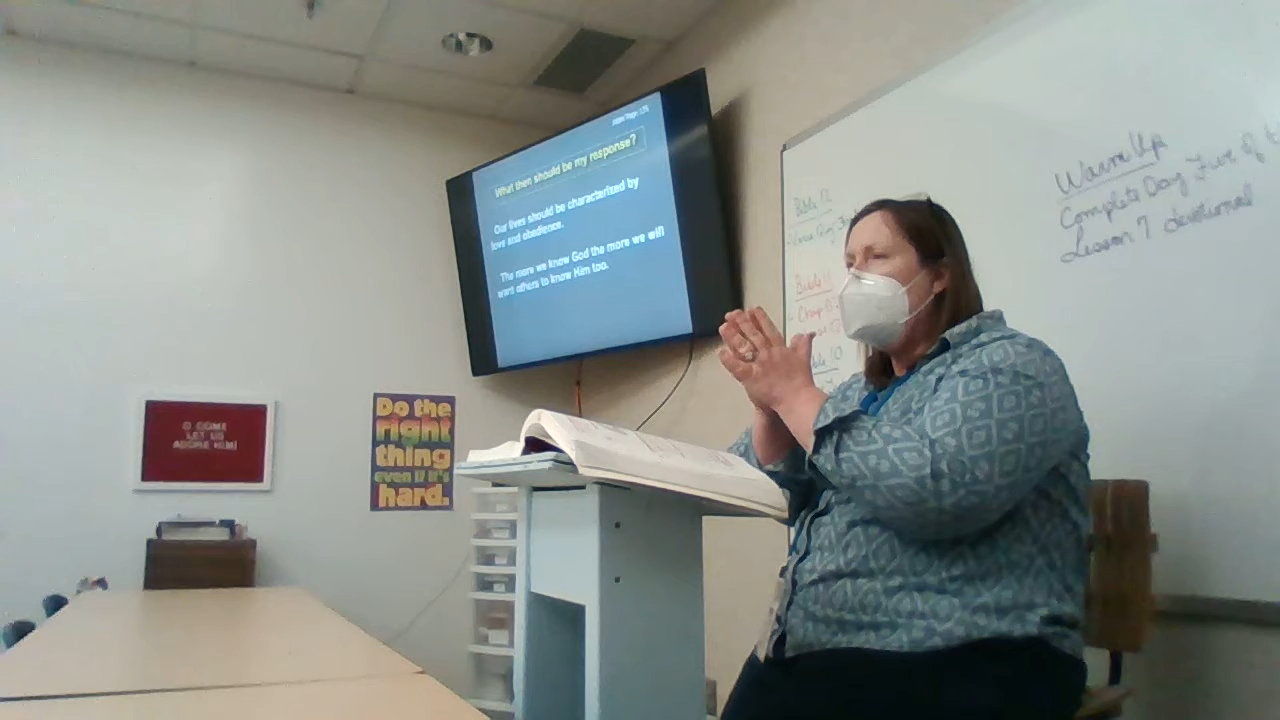 What then should be my response?
Our lives should be characterized by
love and obedience.
The more we know God the more we will
want others to know Him too.
O COME
LET US
ADORE HIM!
Do the
right
thing
even if it's
hard.
Bible 12
Bible 11
Warm Up
Complete Day Five of
Lesson 7 devotional